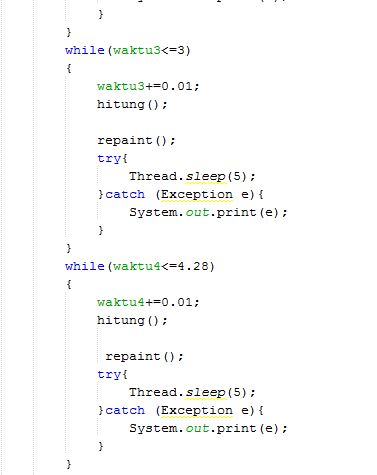 }
}
while(waktu3<=3)
{
waktu3+=0.01;
hitung();
repaint();
try{
Thread.sleep(5);
}catch (Exception e){
System.out.print(e);
}
}
while(waktu4<=4.28)
{
waktu4+=0.01;
hitung();
repaint();
try{
Thread.sleep(5);
}catch (Exception e){
System.out.print(e);
}
}